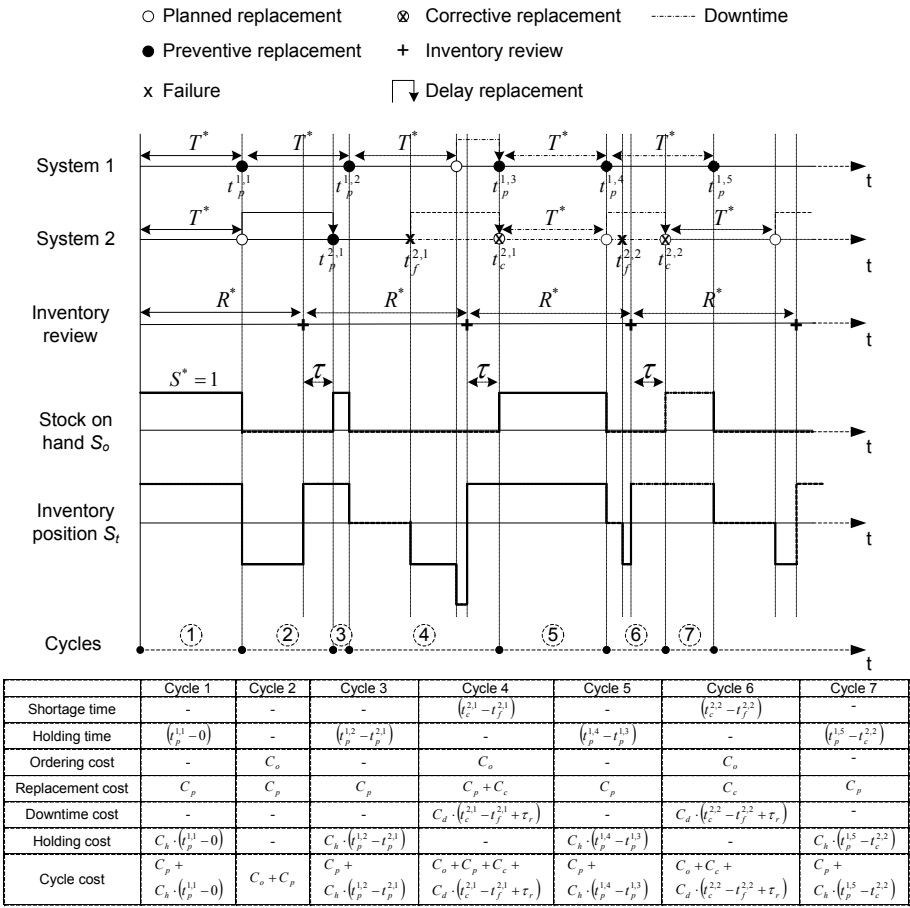 Planned replacement
Corrective replacement
Downtime
Preventive replacement
+ Inventory review
x Failure
Delay replacement
T* T* T* T* T*
System 1
t
t_p^{1,1} t_p^{1,2} t_p^{1,3} t_p^{1,4} t_p^{1,5}
T* T* T*
System 2
t
t_p^{2,1} t_f^{2,1} t_c^{2,1} t_f^{2,2} t_c^{2,2}
R* R* R* R*
Inventory
review
t
S* = 1
τ τ τ
Stock on
hand S_o
t
Inventory
position S_t
t
Cycles
1 2 3 4 5 6 7
t
Cycle 1 Cycle 2 Cycle 3 Cycle 4 Cycle 5 Cycle 6 Cycle 7
Shortage time - - - (t_c^{2,1} − t_f^{2,1}) - (t_c^{2,2} − t_f^{2,2}) -
Holding time (t_p^{1,1} − 0) - (t_p^{1,2} − t_p^{2,1}) - (t_p^{1,4} − t_p^{1,3}) - (t_p^{1,5} − t_c^{2,2})
Ordering cost - C_o - C_o - C_o -
Replacement cost C_p C_p C_p C_p + C_c C_p C_c C_p
Downtime cost - - - C_d · (t_c^{2,1} − t_f^{2,1} + τ_r) - C_d · (t_c^{2,2} − t_f^{2,2} + τ_r) -
Holding cost C_h · (t_p^{1,1} − 0) - C_h · (t_p^{1,2} − t_p^{2,1}) - C_h · (t_p^{1,4} − t_p^{1,3}) - C_h · (t_p^{1,5} − t_c^{2,2})
Cycle cost C_p + C_h · (t_p^{1,1} − 0) C_o + C_p C_p + C_h · (t_p^{1,2} − t_p^{2,1}) C_o + C_p + C_c + C_d · (t_c^{2,1} − t_f^{2,1} + τ_r) C_p + C_h · (t_p^{1,4} − t_p^{1,3}) C_o + C_c + C_d · (t_c^{2,2} − t_f^{2,2} + τ_r) C_p + C_h · (t_p^{1,5} − t_c^{2,2})